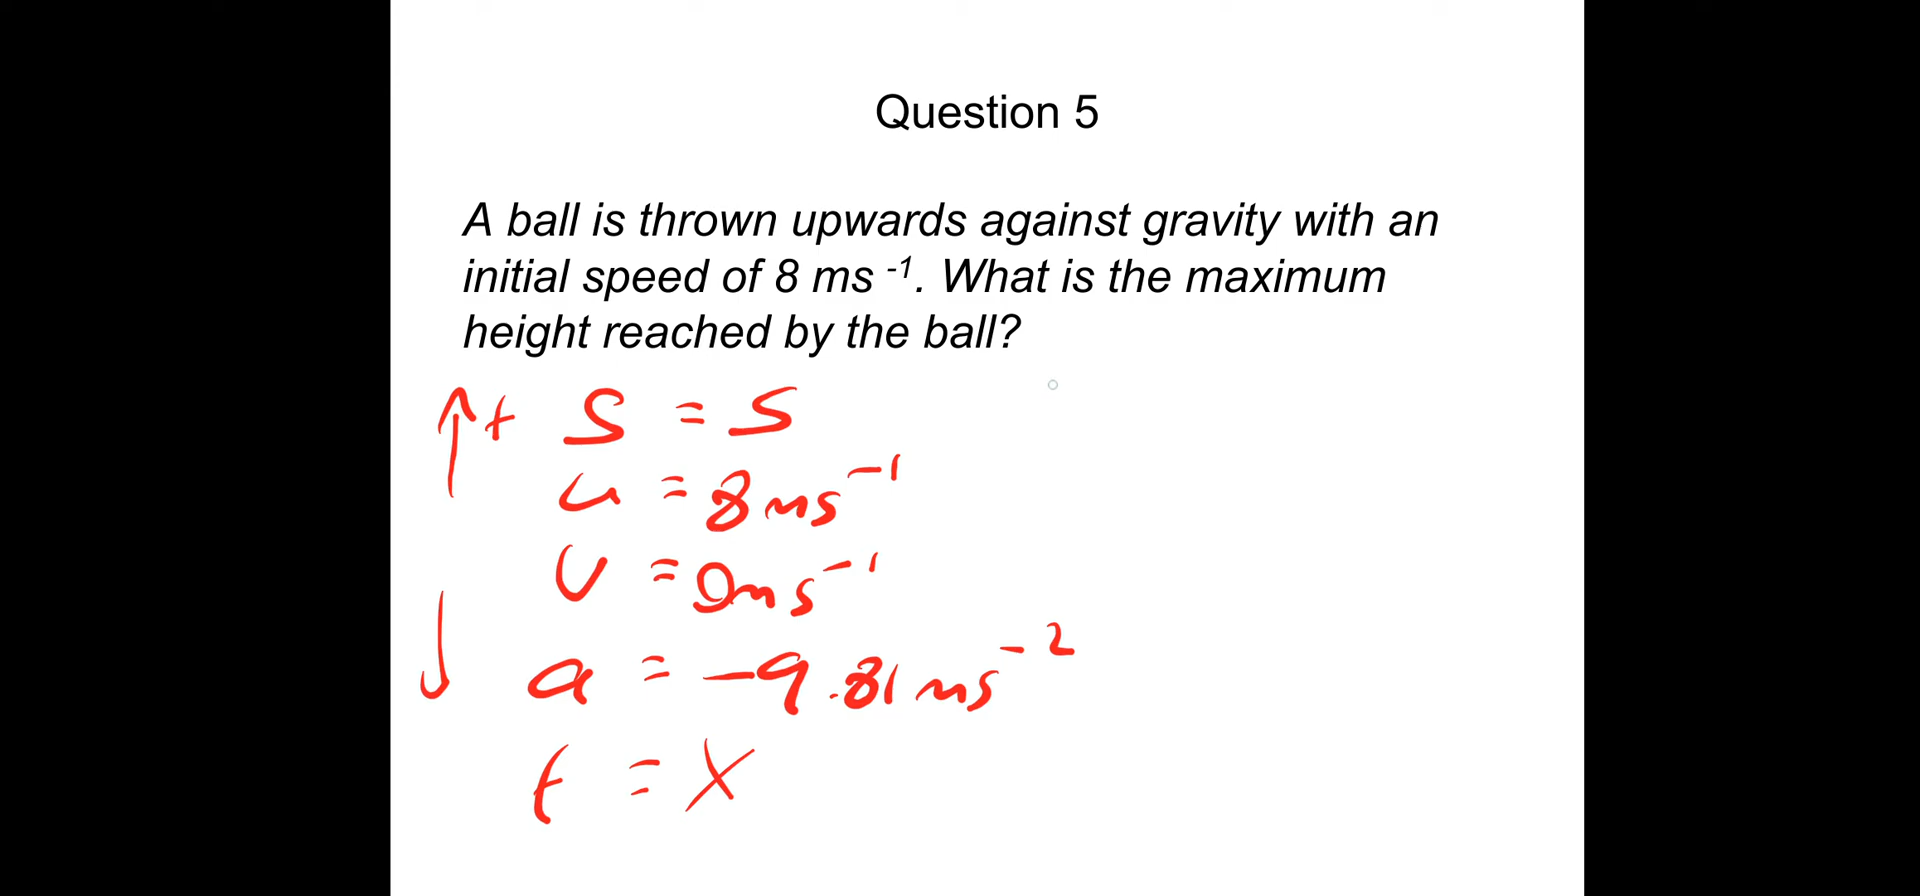 Question 5
A ball is thrown upwards against gravity with an
initial speed of 8 ms -1. What is the maximum
height reached by the ball?
↑+ S = S
u = 8ms⁻¹
v = 0ms⁻¹
↓ a = -9.81ms⁻²
t = X